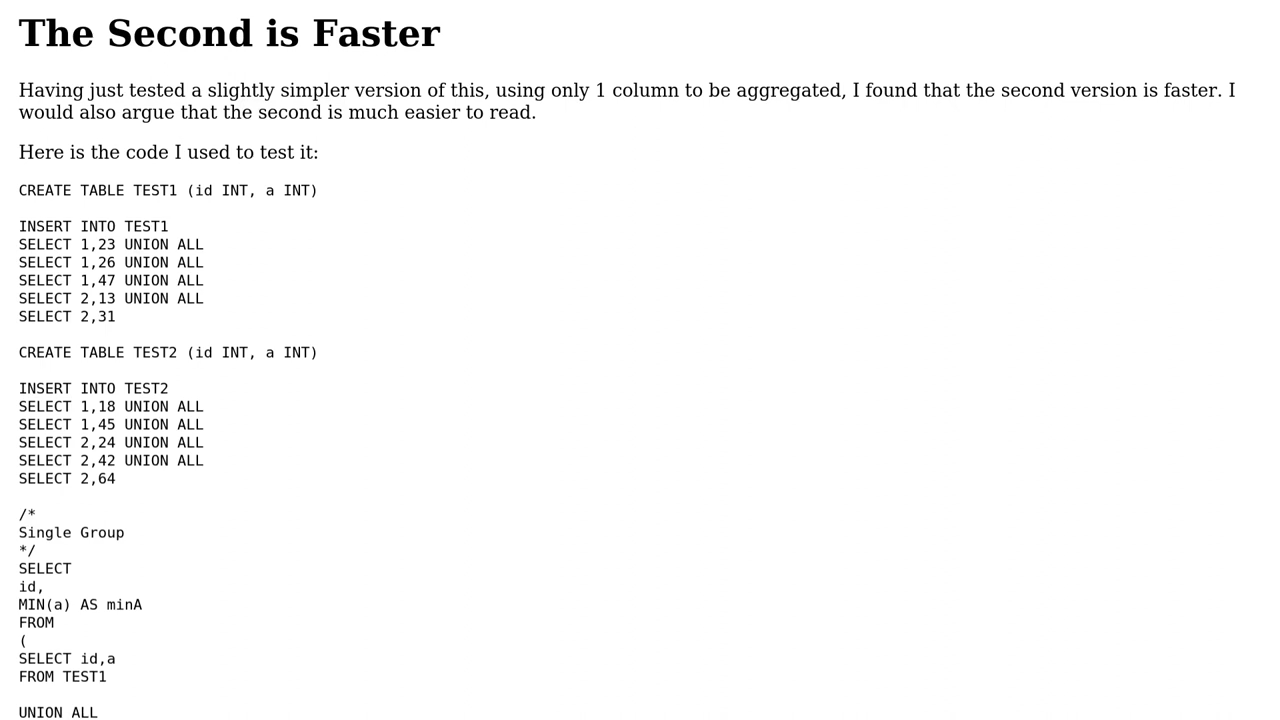 The Second is Faster
Having just tested a slightly simpler version of this, using only 1 column to be aggregated, I found that the second version is faster. I
would also argue that the second is much easier to read.
Here is the code I used to test it:
CREATE TABLE TEST1 (id INT, a INT)
INSERT INTO TEST1
SELECT 1,23 UNION ALL
SELECT 1,26 UNION ALL
SELECT 1,47 UNION ALL
SELECT 2,13 UNION ALL
SELECT 2,31
CREATE TABLE TEST2 (id INT, a INT)
INSERT INTO TEST2
SELECT 1,18 UNION ALL
SELECT 1,45 UNION ALL
SELECT 2,24 UNION ALL
SELECT 2,42 UNION ALL
SELECT 2,64
/*
Single Group
*/
SELECT
id,
MIN(a) AS minA
FROM
(
SELECT id,a
FROM TEST1
UNION ALL